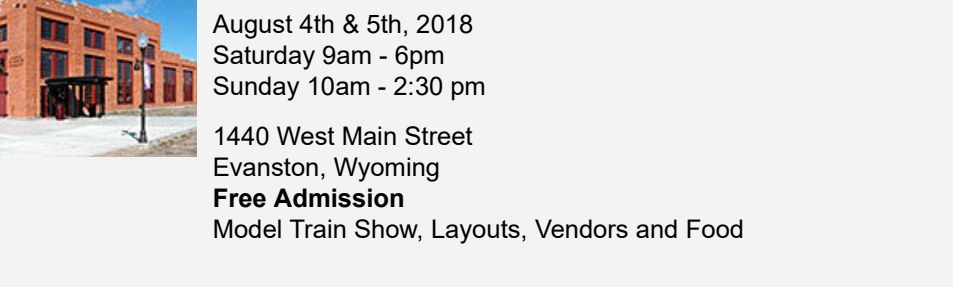 August 4th & 5th, 2018
Saturday 9am - 6pm
Sunday 10am - 2:30 pm
1440 West Main Street
Evanston, Wyoming
Free Admission
Model Train Show, Layouts, Vendors and Food